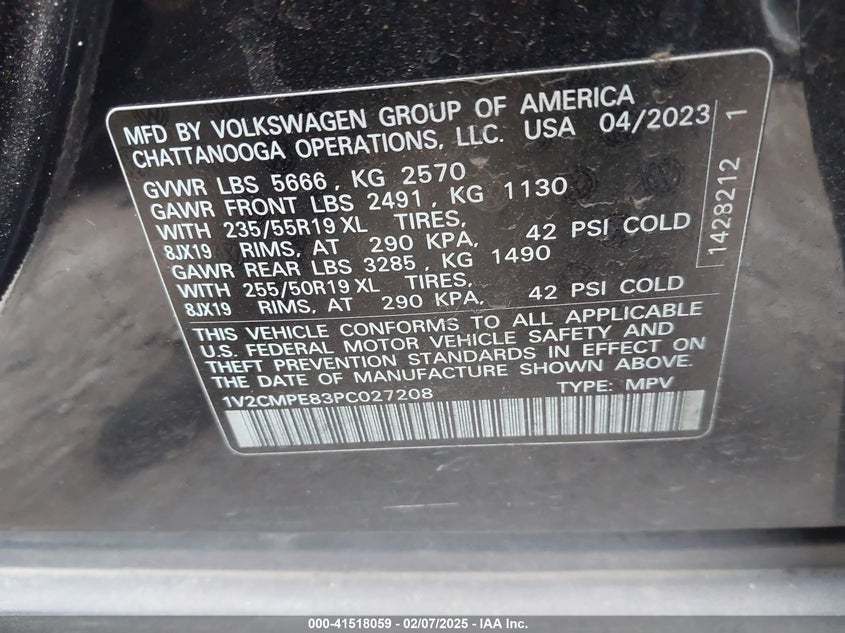 MFD BY VOLKSWAGEN GROUP OF AMERICA
CHATTANOOGA OPERATIONS, LLC. USA 04/2023
GVWR LBS 5666, KG 2570
GAWR FRONT LBS 2491, KG 1130
WITH 235/55R19 XL TIRES,
8JX19 RIMS, AT 290 KPA, 42 PSI COLD
GAWR REAR LBS 3285, KG 1490
WITH 255/50R19 XL TIRES,
8JX19 RIMS, AT 290 KPA, 42 PSI COLD
THIS VEHICLE CONFORMS TO ALL APPLICABLE
U.S. FEDERAL MOTOR VEHICLE SAFETY AND
THEFT PREVENTION STANDARDS IN EFFECT ON
THE DATE OF MANUFACTURE SHOWN ABOVE.
1V2CMPE83PC027208 TYPE: MPV
1428212 1
000-41518059 — 02/07/2025 — IAA Inc.